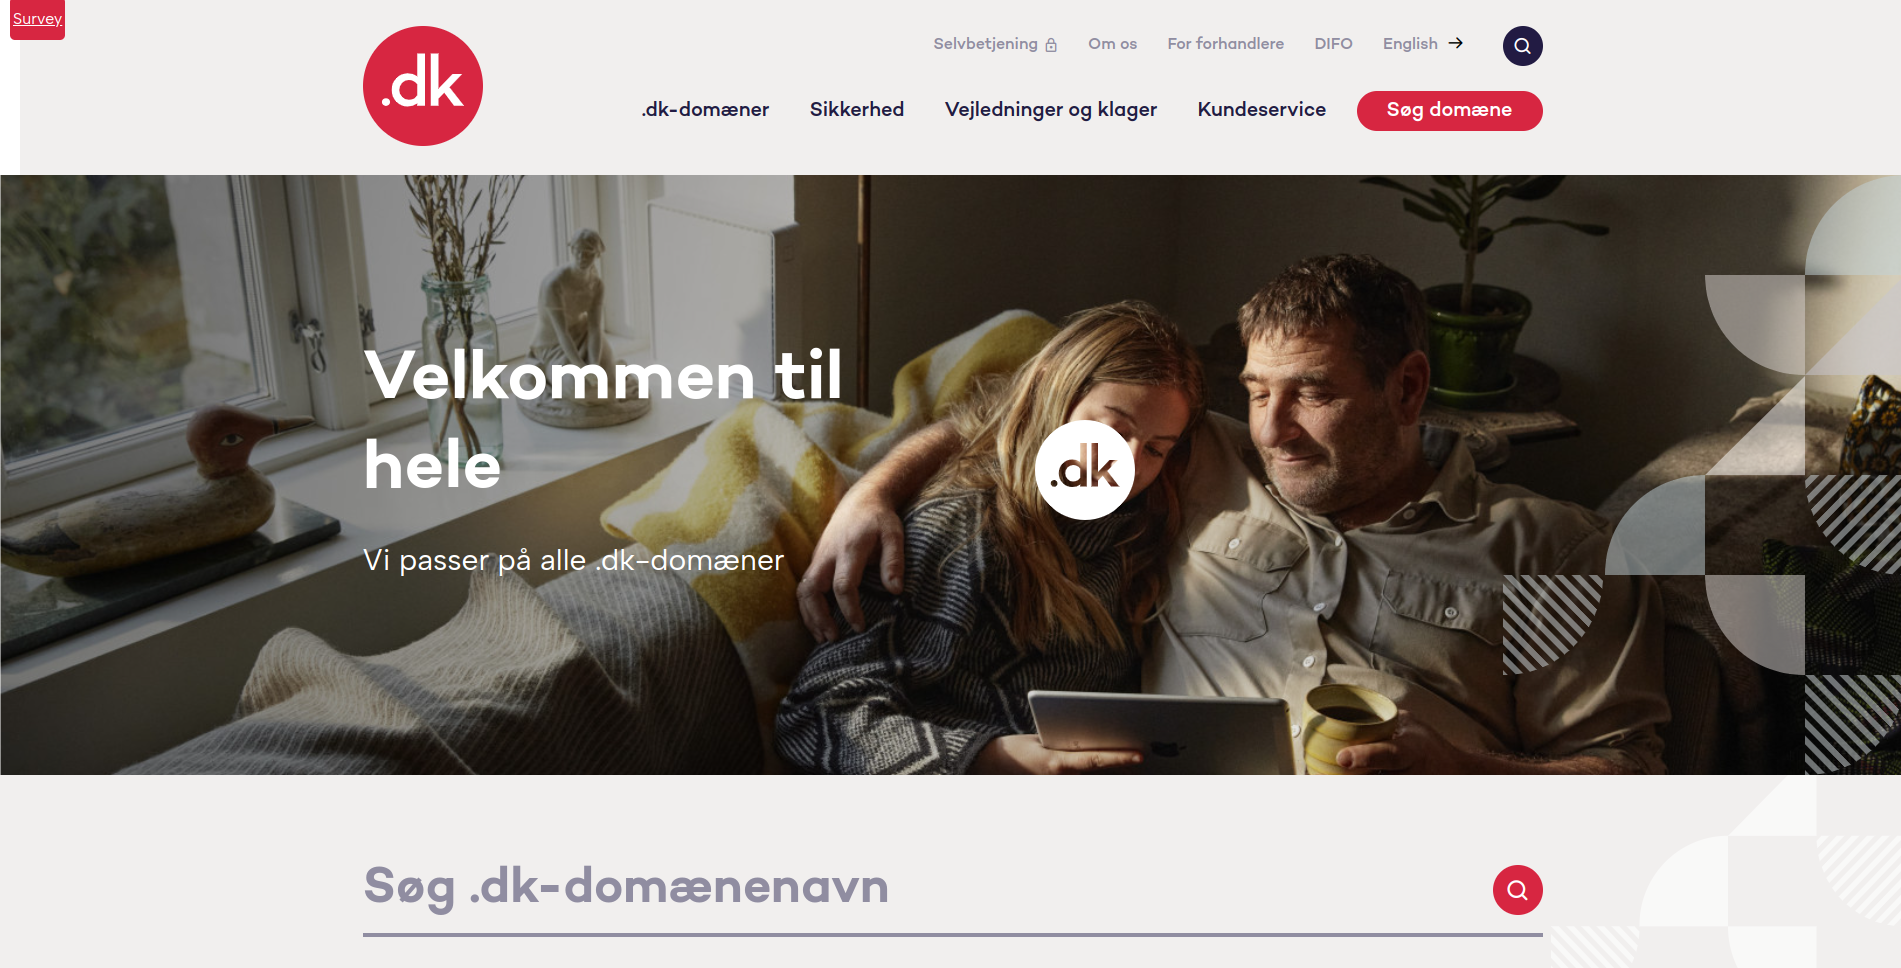 Survey
.dk
Selvbetjening
Om os
For forhandlere
DIFO
English
.dk-domæner
Sikkerhed
Vejledninger og klager
Kundeservice
Søg domæne
Velkommen til
hele
.dk
Vi passer på alle .dk-domæner
Søg .dk-domænenavn